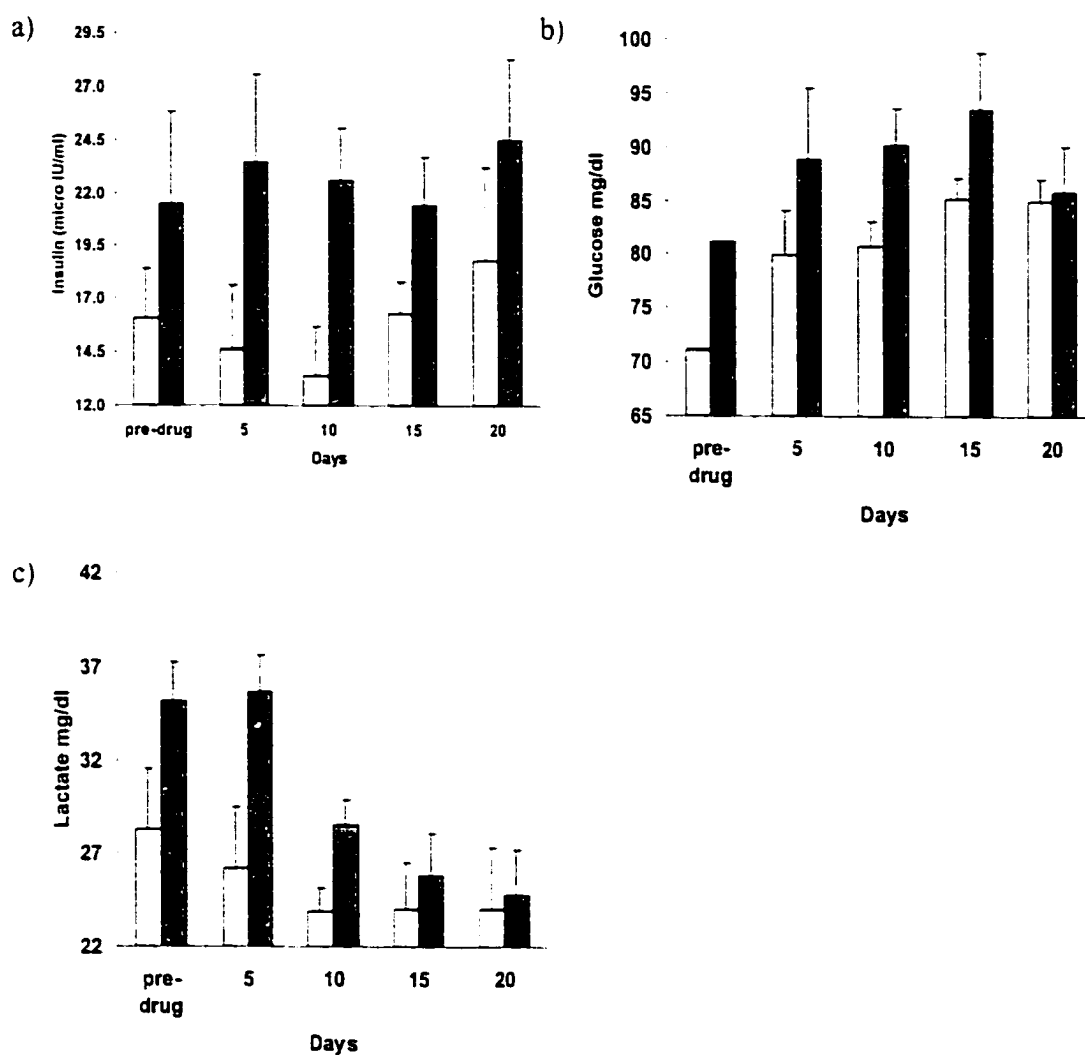 a)
Insulin (micro IU/ml)
29.5
27.0
24.5
22.0
19.5
17.0
14.5
12.0
pre-drug 5 10 15 20
Days
b)
Glucose mg/dl
100
95
90
85
80
75
70
65
pre-
drug 5 10 15 20
Days
c)
Lactate mg/dl
42
37
32
27
22
pre-
drug 5 10 15 20
Days